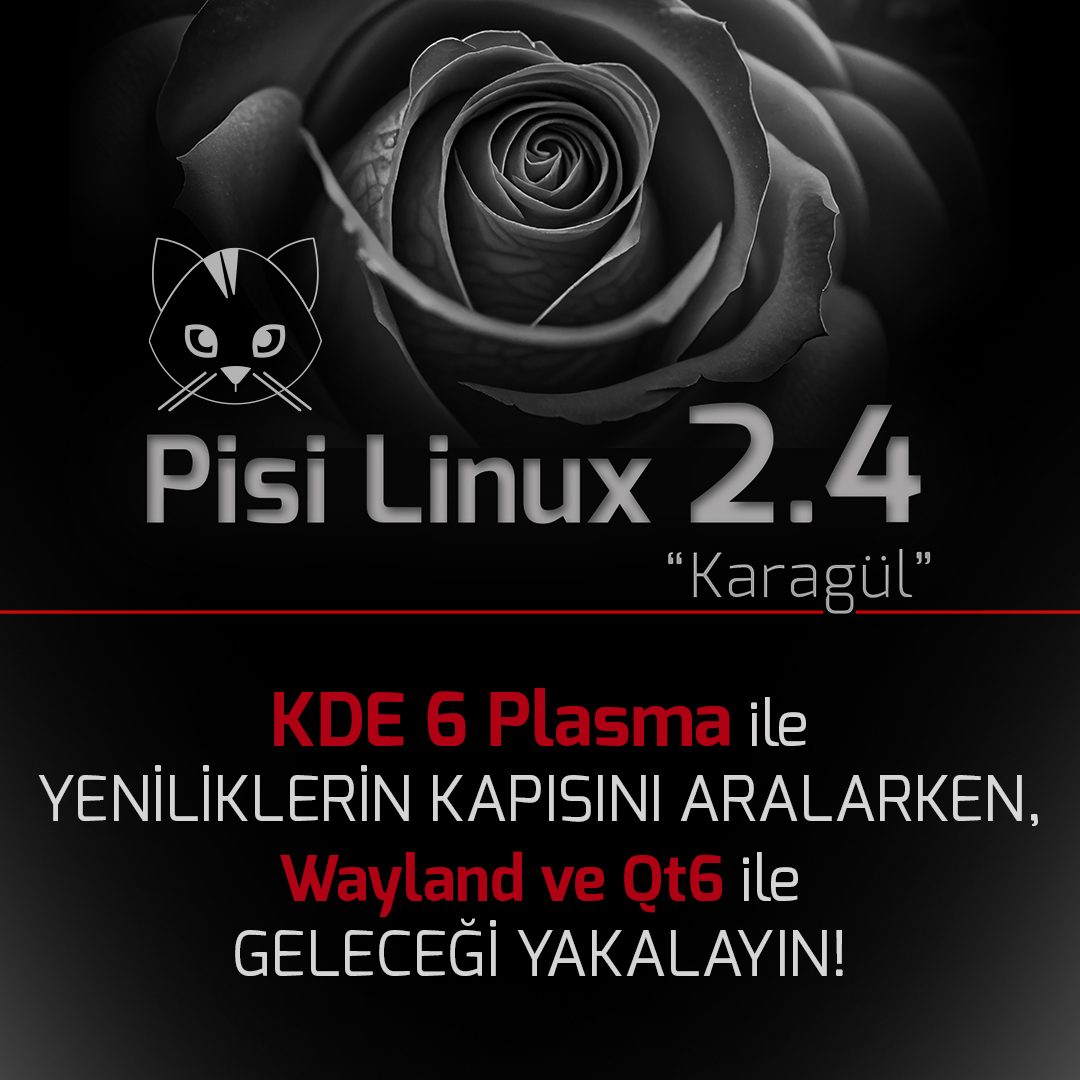 Pisi Linux 2.4
“Karagül”
KDE 6 Plasma ile
YENİLİKLERİN KAPISINI ARALARKEN,
Wayland ve Qt6 ile
GELECEĞİ YAKALAYIN!